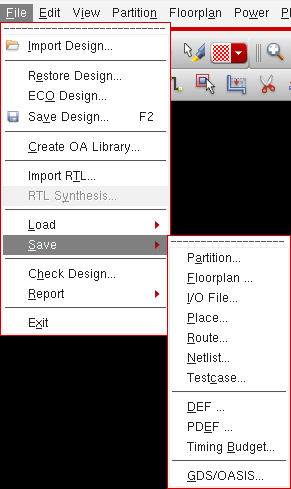 File Edit View Partition Floorplan Power
Import Design...
Restore Design...
ECO Design...
Save Design... F2
Create OA Library...
Import RTL...
RTL Synthesis...
Load
Save
Check Design...
Report
Exit
Partition...
Floorplan ...
I/O File...
Place...
Route...
Netlist...
Testcase...
DEF ...
PDEF ...
Timing Budget...
GDS/OASIS...